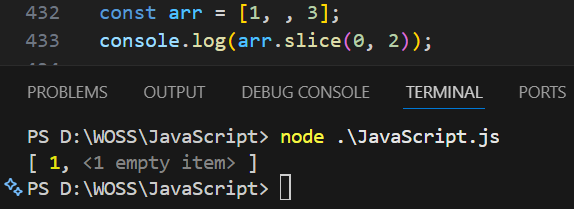 432 const arr = [1, , 3];
433 console.log(arr.slice(0, 2));
PROBLEMS OUTPUT DEBUG CONSOLE TERMINAL PORTS
PS D:\WOSS\JavaScript> node .\JavaScript.js
[ 1, <1 empty item> ]
PS D:\WOSS\JavaScript>